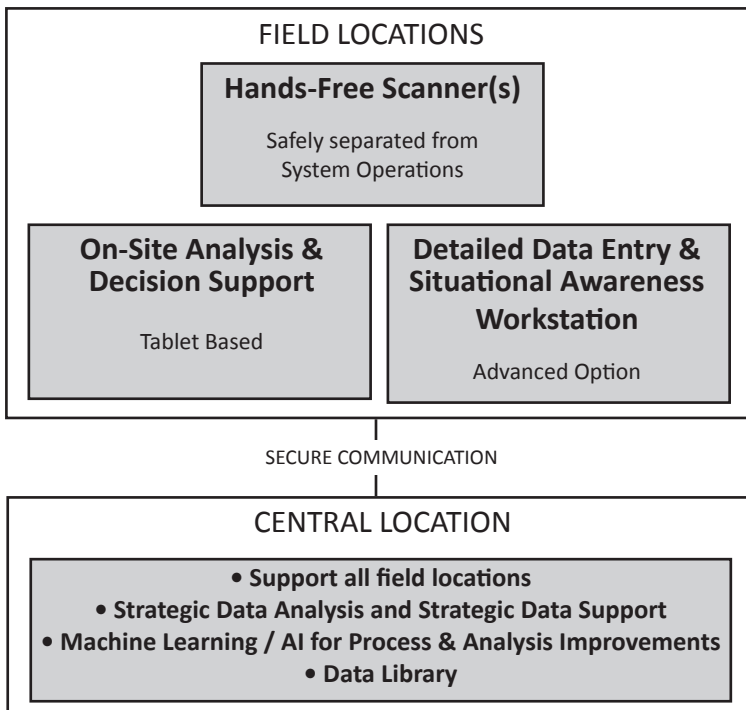 FIELD LOCATIONS
Hands-Free Scanner(s)
Safely separated from
System Operations
On-Site Analysis &
Decision Support
Tablet Based
Detailed Data Entry &
Situational Awareness
Workstation
Advanced Option
SECURE COMMUNICATION
CENTRAL LOCATION
• Support all field locations
• Strategic Data Analysis and Strategic Data Support
• Machine Learning / AI for Process & Analysis Improvements
• Data Library